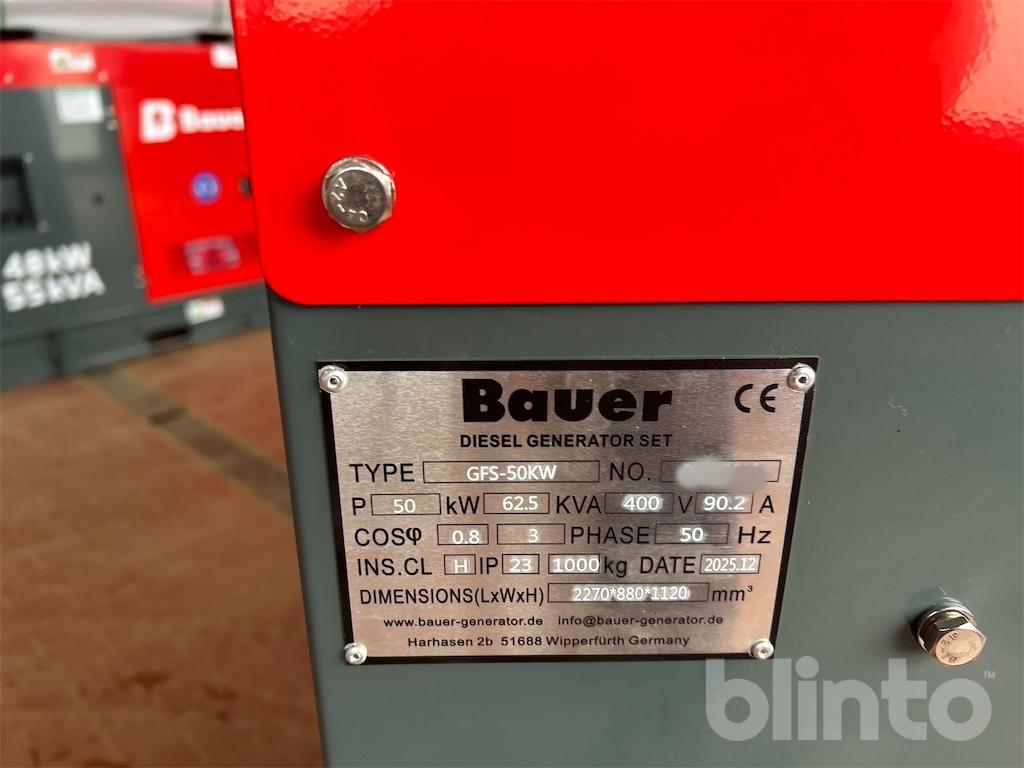 Bauer
48kW
55kVA
Bauer CE
DIESEL GENERATOR SET
TYPE GFS-50KW NO.
P 50 kW 62.5 KVA 400 V 90.2 A
COSφ 0.8 3 PHASE 50 Hz
INS.CL H IP 23 1000 kg DATE 2025.12
DIMENSIONS(LxWxH) 2270*880*1120 mm³
www.bauer-generator.de info@bauer-generator.de
Harhasen 2b 51688 Wipperfürth Germany
blinto™